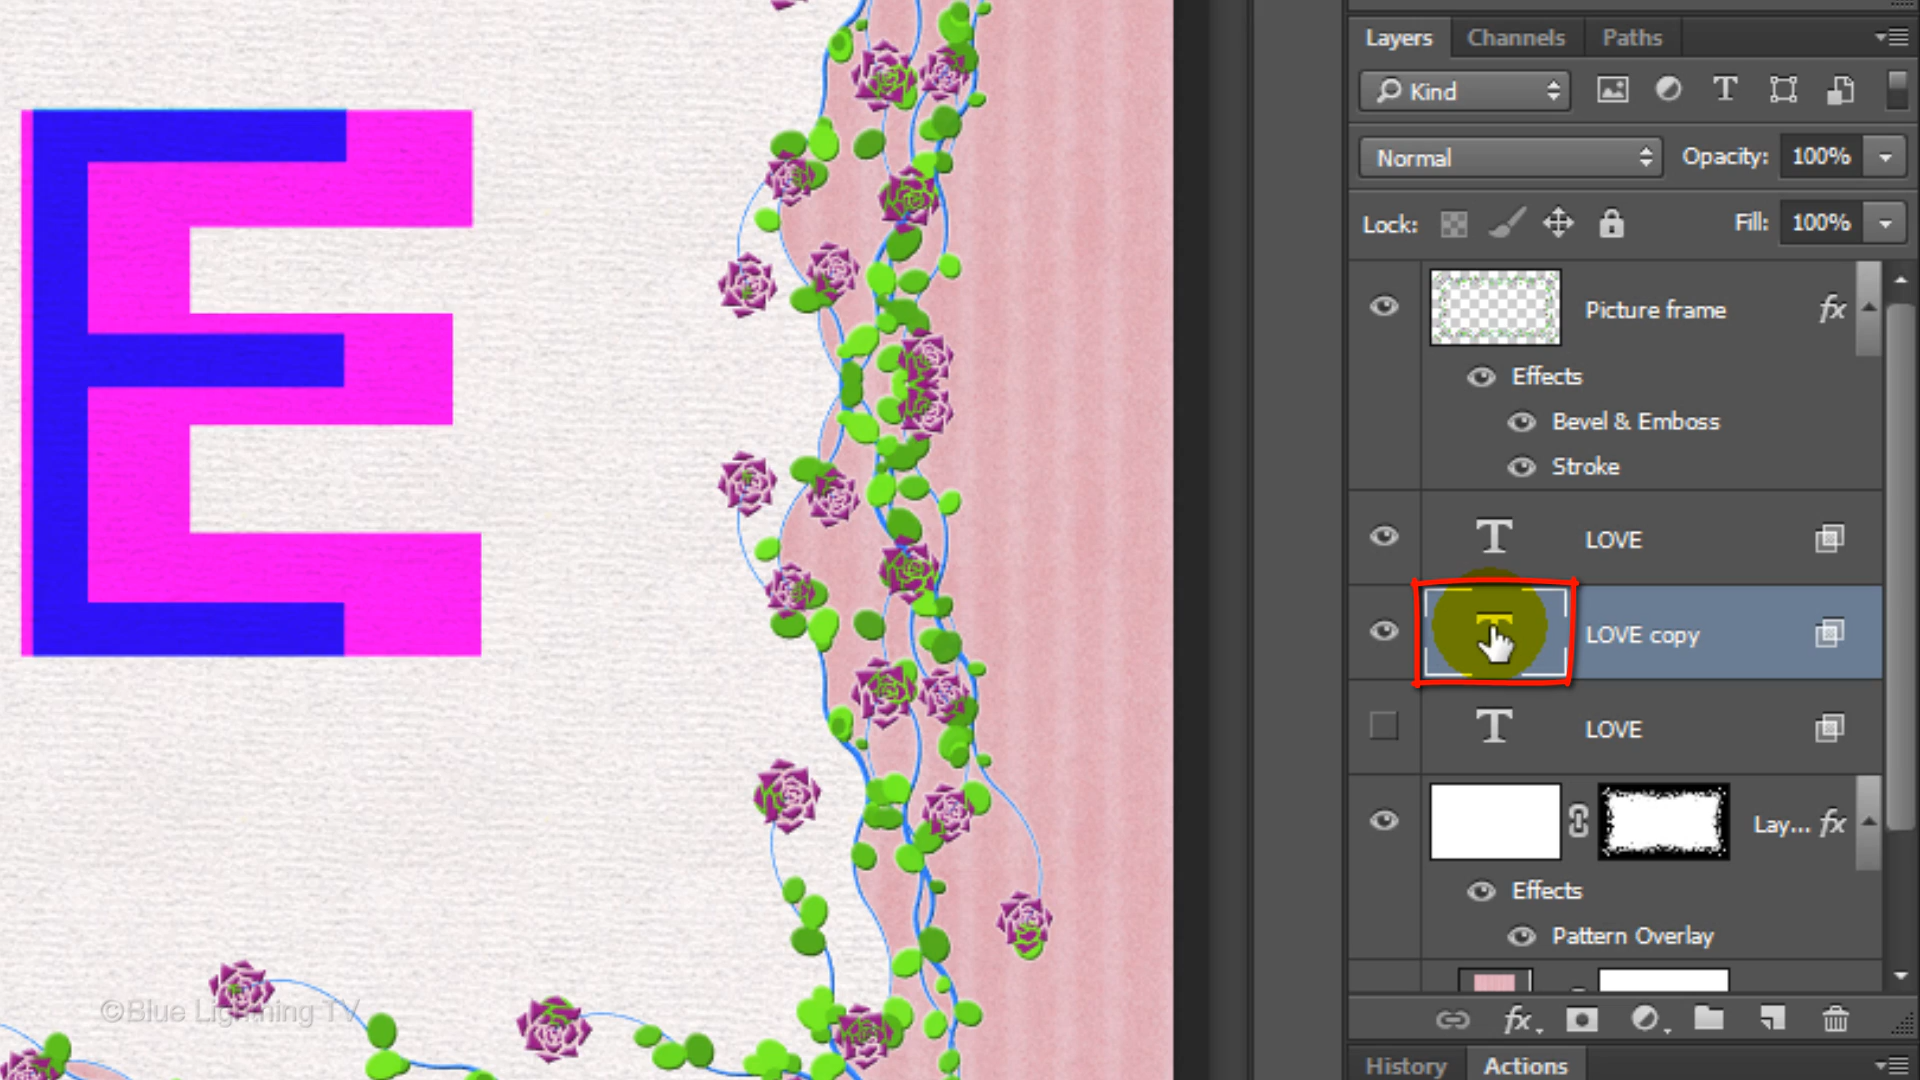 E
Layers Channels Paths
Kind
Normal Opacity: 100%
Lock: Fill: 100%
Picture frame fx
Effects
Bevel & Emboss
Stroke
T LOVE
T LOVE copy
T LOVE
Lay... fx
Effects
Pattern Overlay
fx
History Actions
©Blue Lightning TV